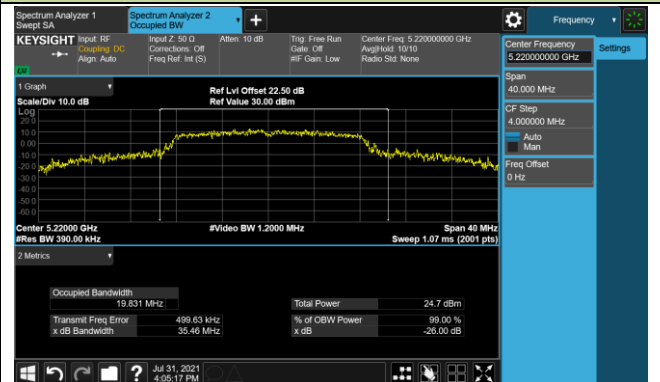 Spectrum Analyzer 1
Swept SA
Spectrum Analyzer 2
Occupied BW
+
Frequency
KEYSIGHT
Input: RF
Coupling: DC
Align: Auto
Input Z: 50 Ω
Corrections: Off
Freq Ref: Int (S)
Atten: 10 dB
Trig: Free Run
Gate: Off
#IF Gain: Low
Center Freq: 5.220000000 GHz
Avg|Hold: 10/10
Radio Std: None
Center Frequency
5.220000000 GHz
Settings
Span
40.000 MHz
CF Step
4.000000 MHz
Auto
Man
Freq Offset
0 Hz
1 Graph
Scale/Div 10.0 dB
Ref Lvl Offset 22.50 dB
Ref Value 30.00 dBm
Log
20.0
10.0
0.00
-10.0
-20.0
-30.0
-40.0
-50.0
-60.0
Center 5.22000 GHz
#Video BW 1.2000 MHz
Span 40 MHz
#Res BW 390.00 kHz
Sweep 1.07 ms (2001 pts)
2 Metrics
Occupied Bandwidth
19.831 MHz
Total Power 24.7 dBm
Transmit Freq Error 499.63 kHz
% of OBW Power 99.00 %
x dB Bandwidth 35.46 MHz
x dB -26.00 dB
?
Jul 31, 2021
4:05:17 PM